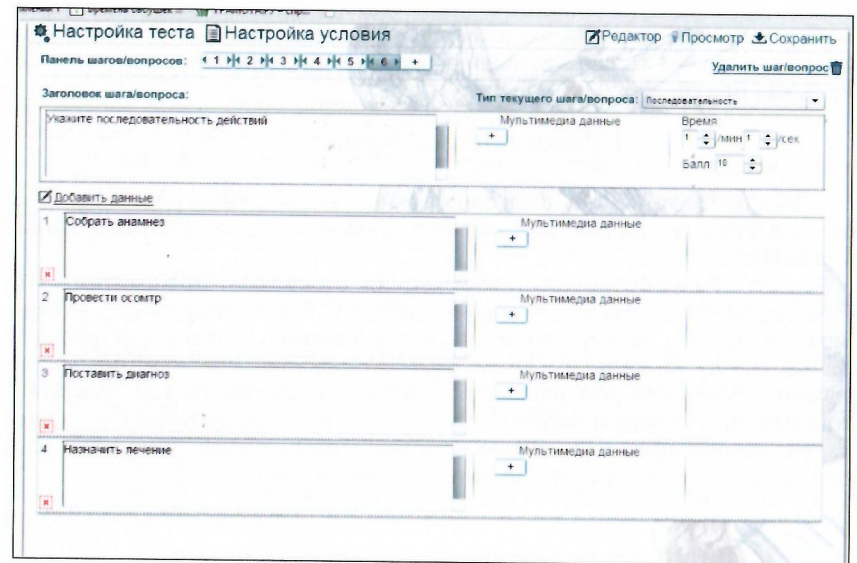 Настройка теста Настройка условия Редактор Просмотр Сохранить
Панель шагов/вопросов: 1 2 3 4 5 6 + Удалить шаг/вопрос
Заголовок шага/вопроса: Тип текущего шага/вопроса: Последовательность
Укажите последовательность действий Мультимедиа данные Время
+ 1 /мин 1 /сек
Балл: 10
Добавить данные
1 Собрать анамнез Мультимедиа данные
+
2 Провести осомтр Мультимедиа данные
+
3 Поставить диагноз Мультимедиа данные
+
4 Назначить лечение Мультимедиа данные
+